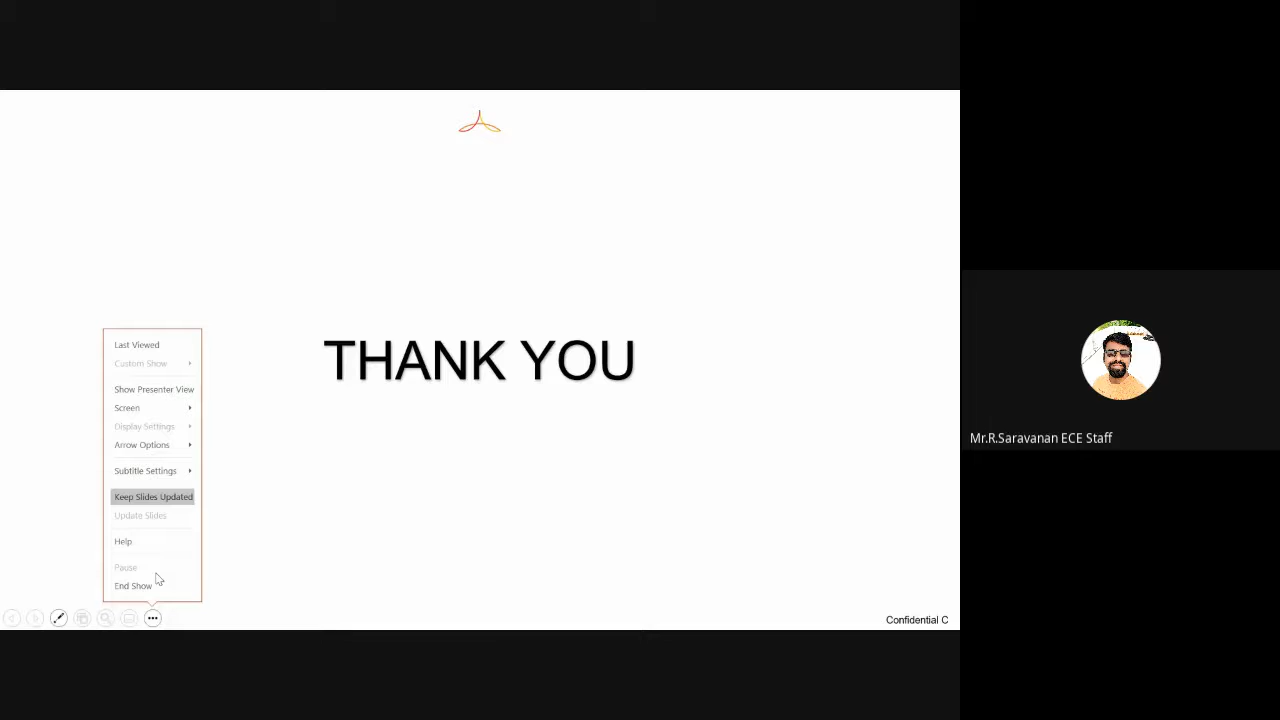 THANK YOU
Last Viewed
Custom Show
Show Presenter View
Screen
Display Settings
Arrow Options
Subtitle Settings
Keep Slides Updated
Update Slides
Help
Pause
End Show
Confidential C
Mr.R.Saravanan ECE Staff